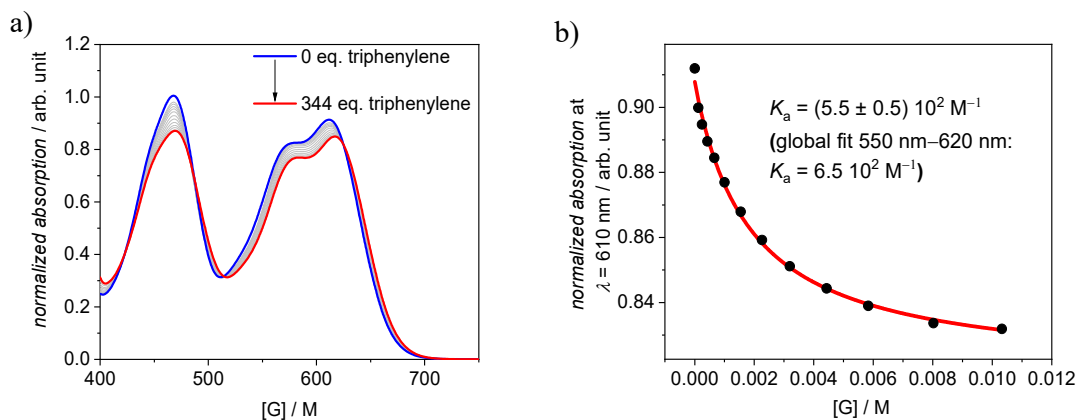 a)
normalized absorption / arb. unit
1.2
1.0
0.8
0.6
0.4
0.2
0.0
400
500
600
700
[G] / M
0 eq. triphenylene
344 eq. triphenylene
b)
normalized absorption at
λ = 610 nm / arb. unit
0.90
0.88
0.86
0.84
0.000
0.002
0.004
0.006
0.008
0.010
0.012
[G] / M
Kₐ = (5.5 ± 0.5) 10² M⁻¹
(global fit 550 nm–620 nm:
Kₐ = 6.5 10² M⁻¹)